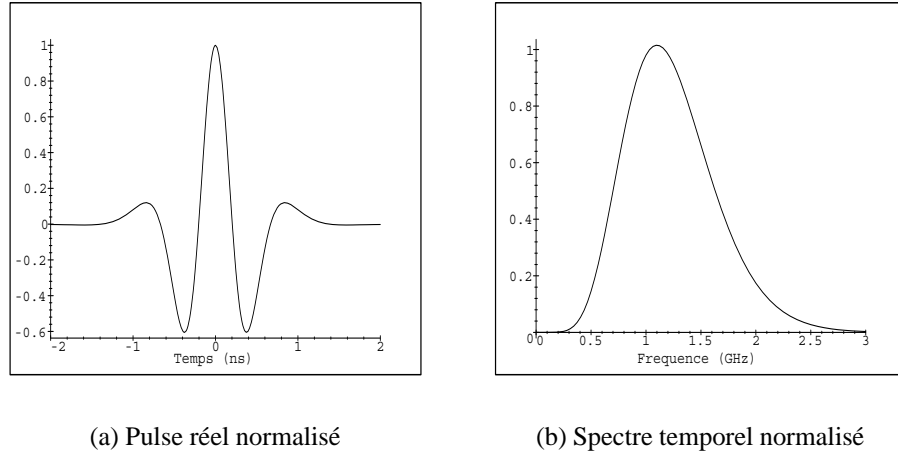 1
0.8
0.6
0.4
0.2
0
-0.2
-0.4
-0.6
-2 -1 0 1 2
Temps (ns)
1
0.8
0.6
0.4
0.2
0 0 0.5 1 1.5 2 2.5 3
Frequence (GHz)
(a) Pulse réel normalisé
(b) Spectre temporel normalisé